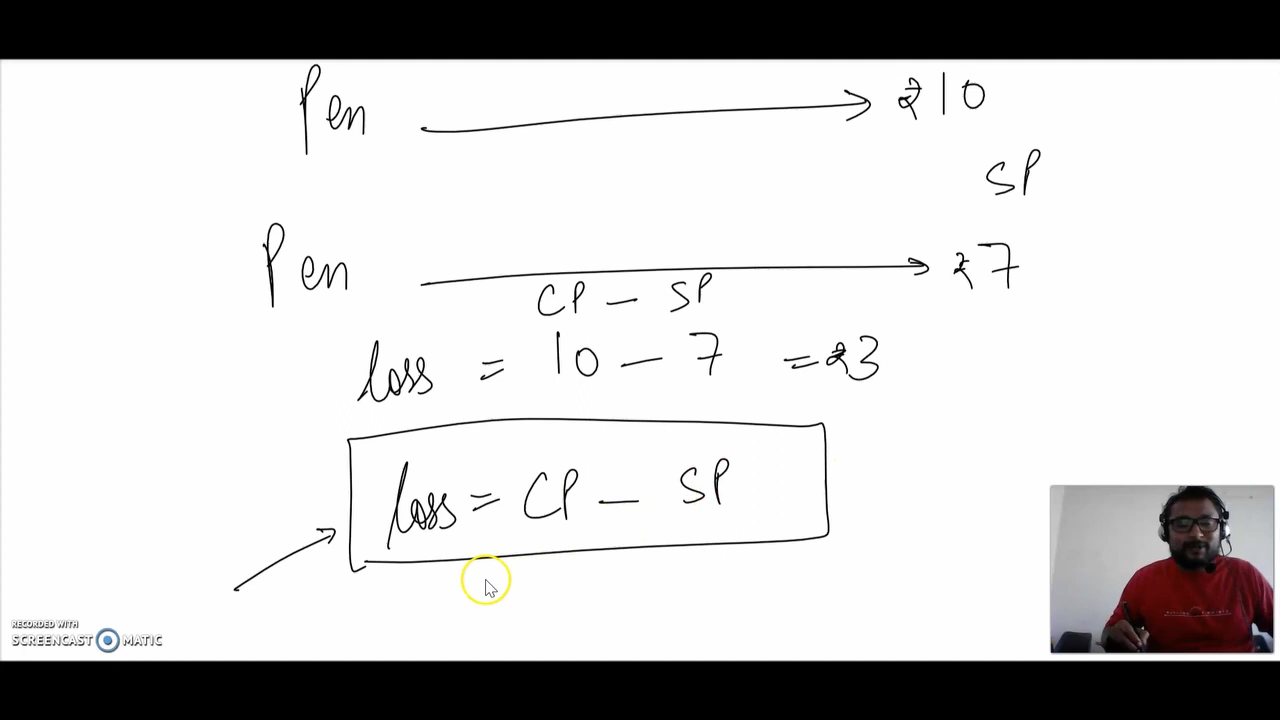 Pen ₹10
SP
Pen ₹7
CP - SP
loss = 10 - 7 = ₹3
loss = CP - SP
RECORDED WITH
SCREENCAST MATIC